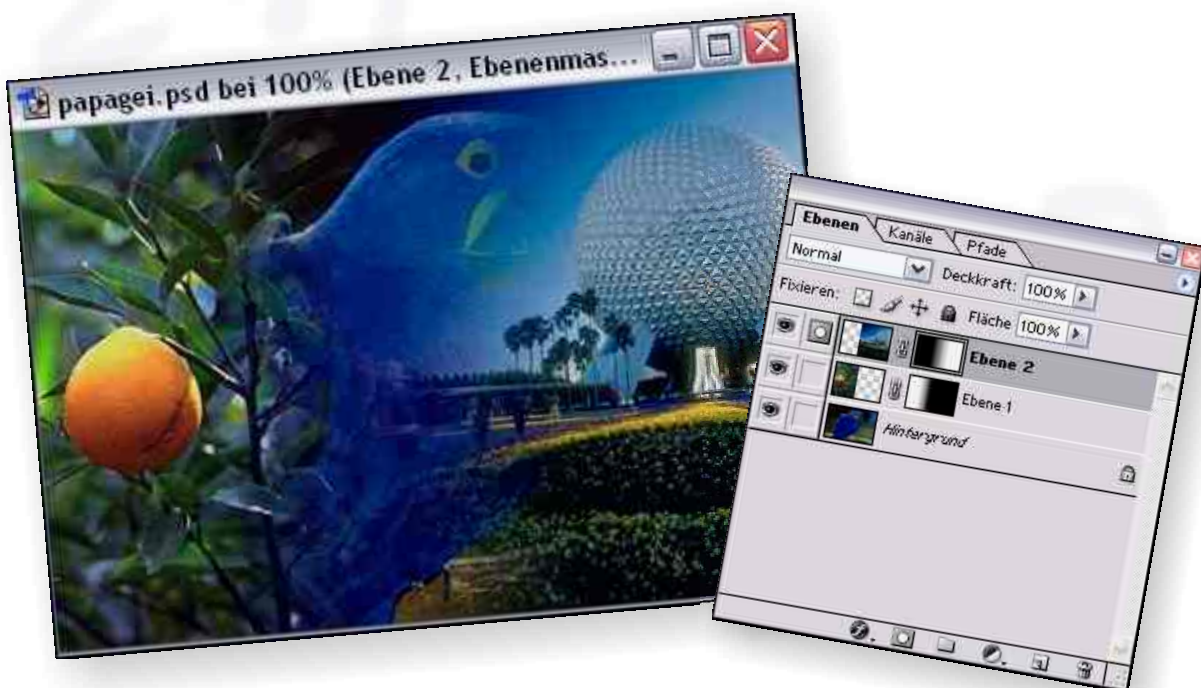 papagei.psd bei 100% (Ebene 2, Ebenenmas...
Ebenen Kanäle Pfade
Normal Deckkraft: 100%
Fixieren: Fläche 100%
Ebene 2
Ebene 1
Hintergrund